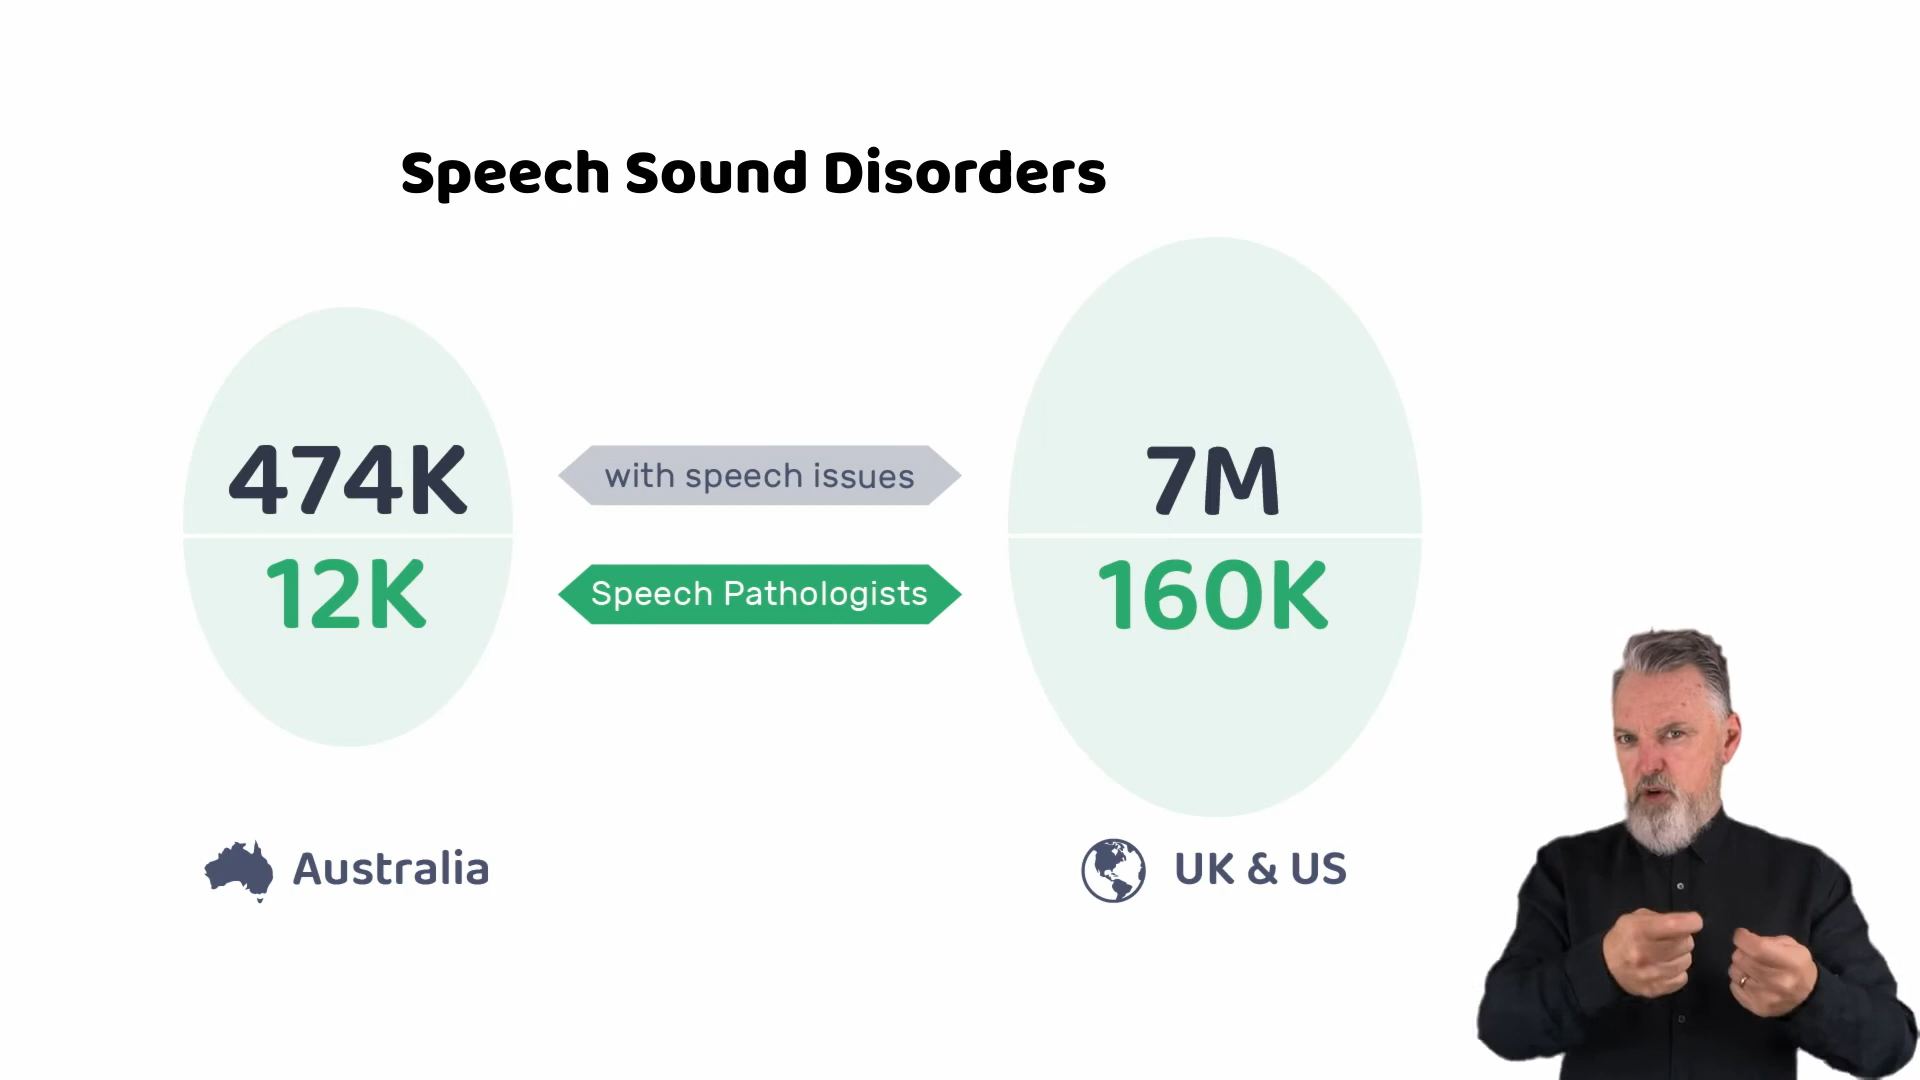 Speech Sound Disorders
474K
with speech issues
7M
12K
Speech Pathologists
160K
Australia
UK & US